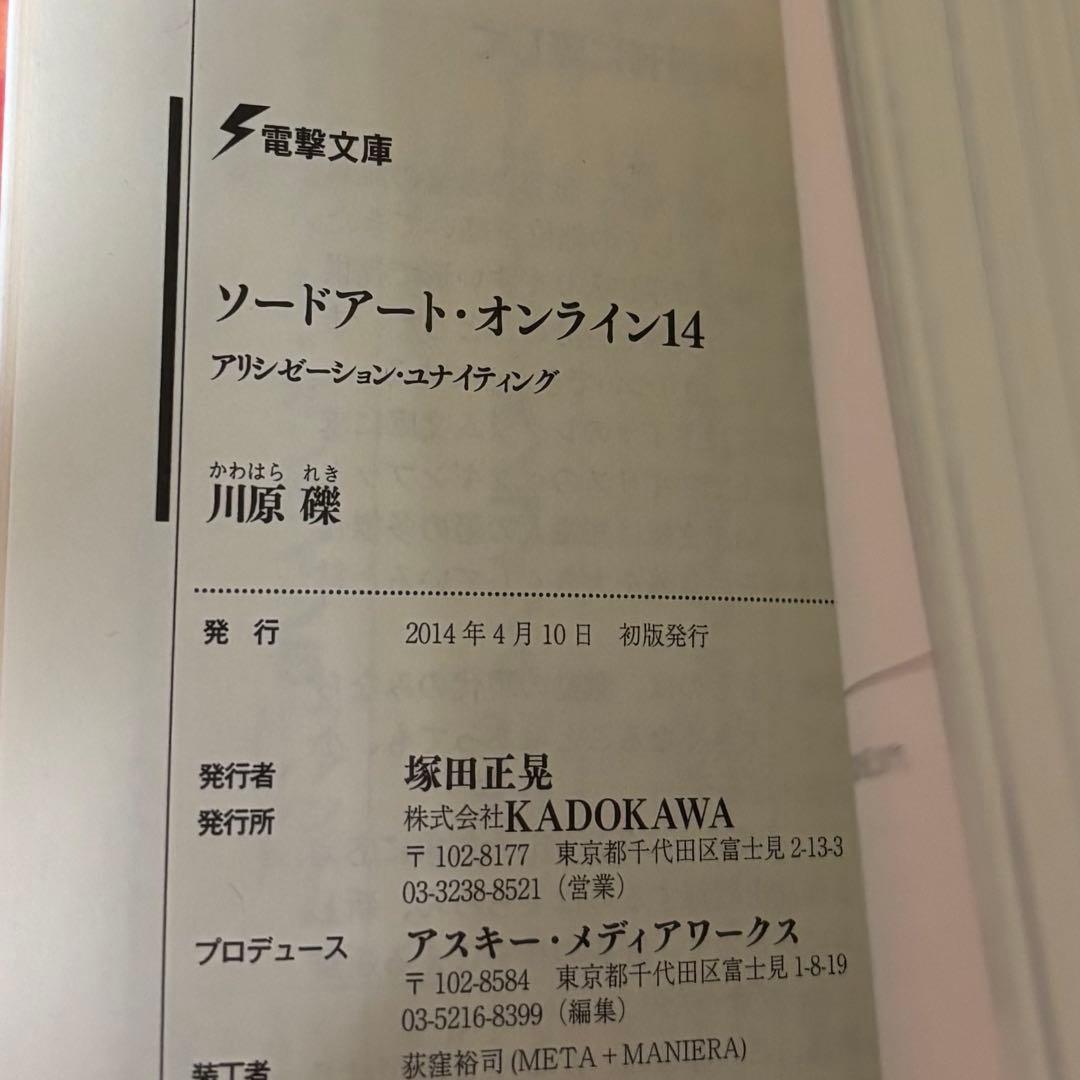 電撃文庫
ソードアート・オンライン14
アリシゼーション・ユナイティング
かわはら れき
川原 礫
発 行 2014年4月10日 初版発行
発行者 塚田正晃
発行所 株式会社KADOKAWA
〒102-8177 東京都千代田区富士見2-13-3
03-3238-8521（営業）
プロデュース アスキー・メディアワークス
〒102-8584 東京都千代田区富士見1-8-19
03-5216-8399（編集）
装丁者 荻窪裕司(META+MANIERA)